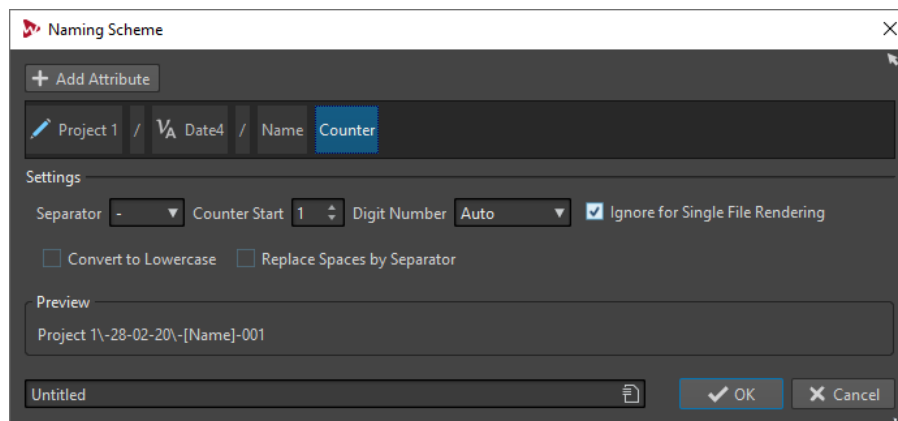 Naming Scheme
Add Attribute
Project 1 / VA Date4 / Name Counter
Settings
Separator - Counter Start 1 Digit Number Auto Ignore for Single File Rendering
Convert to Lowercase Replace Spaces by Separator
Preview
Project 1\-28-02-20\-[Name]-001
Untitled OK Cancel